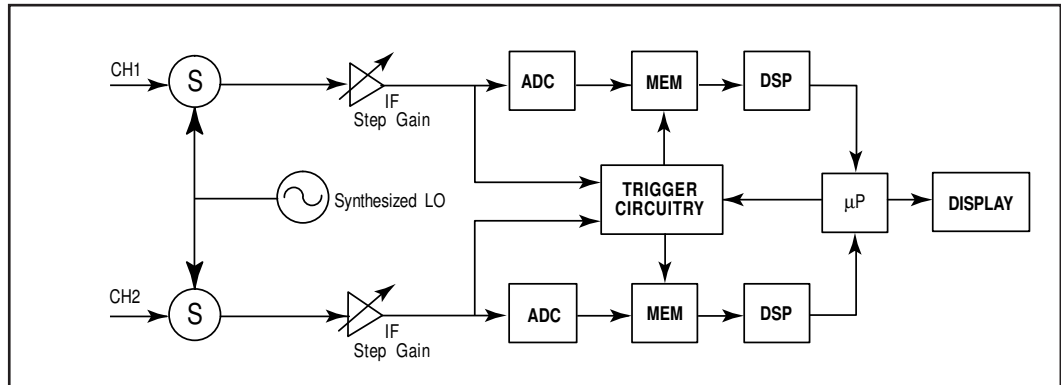 CH1
S
IF
Step Gain
ADC
MEM
DSP
Synthesized LO
TRIGGER
CIRCUITRY
μP
DISPLAY
CH2
S
IF
Step Gain
ADC
MEM
DSP